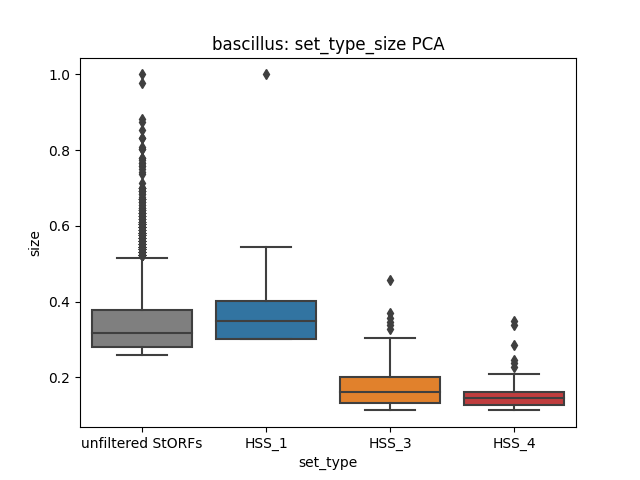 bascillus: set_type_size PCA
1.0
0.8
0.6
0.4
0.2
size
unfiltered StORFs HSS_1 HSS_3 HSS_4
set_type